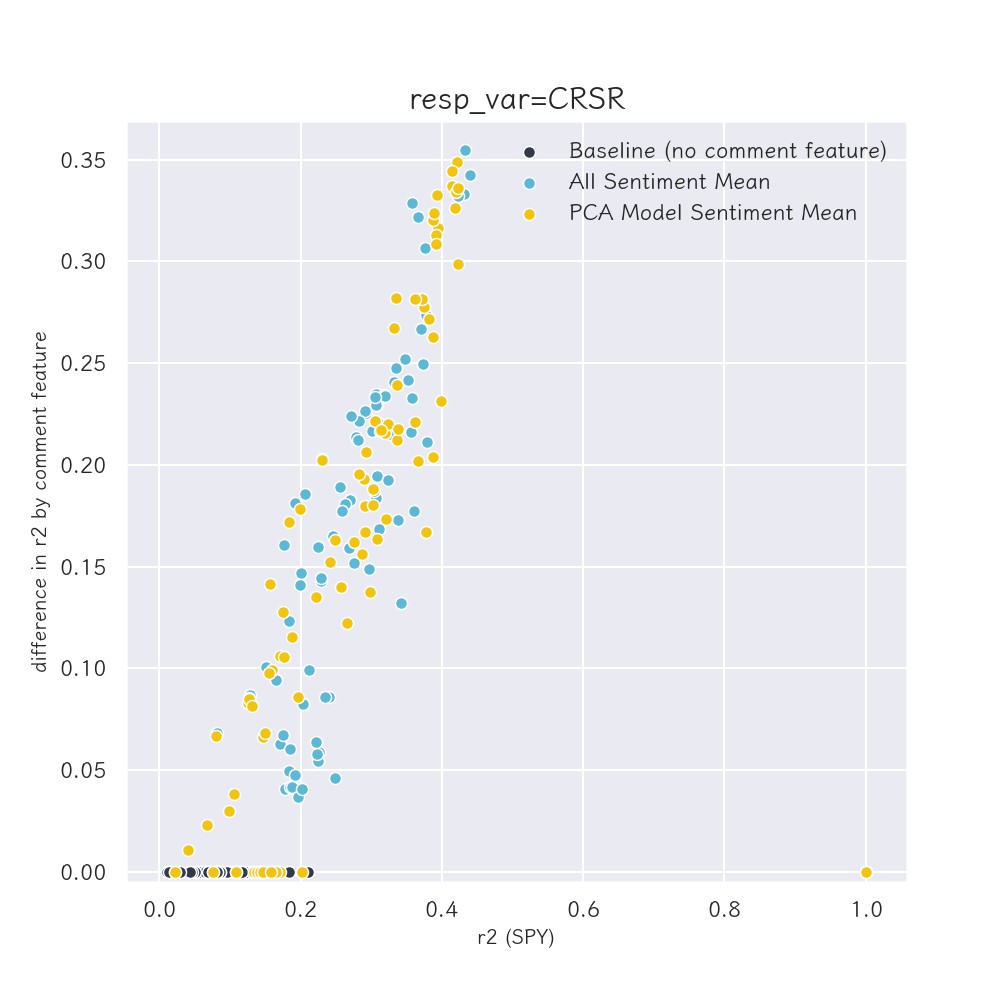 resp_var=CRSR
Baseline (no comment feature)
All Sentiment Mean
PCA Model Sentiment Mean
difference in r2 by comment feature
0.35
0.30
0.25
0.20
0.15
0.10
0.05
0.00
0.0 0.2 0.4 0.6 0.8 1.0
r2 (SPY)